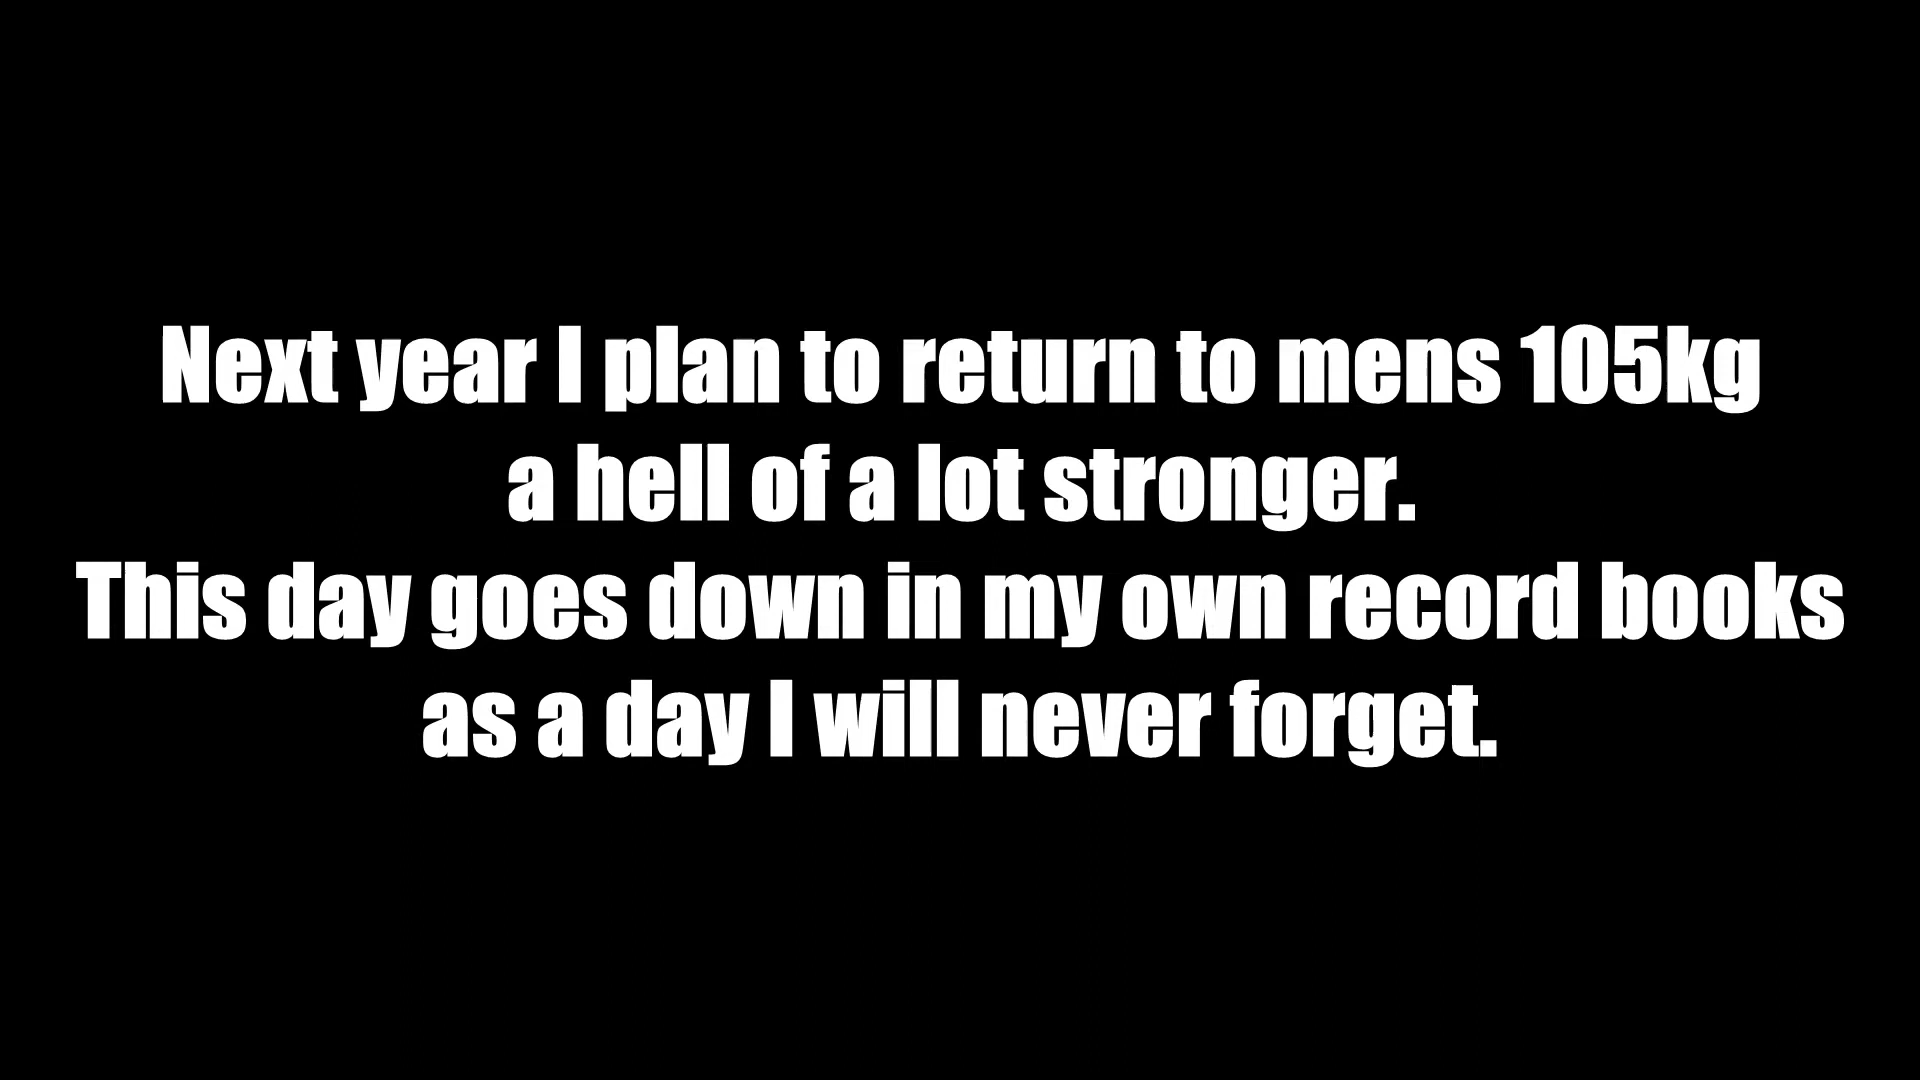 Next year I plan to return to mens 105kg
a hell of a lot stronger.
This day goes down in my own record books
as a day I will never forget.